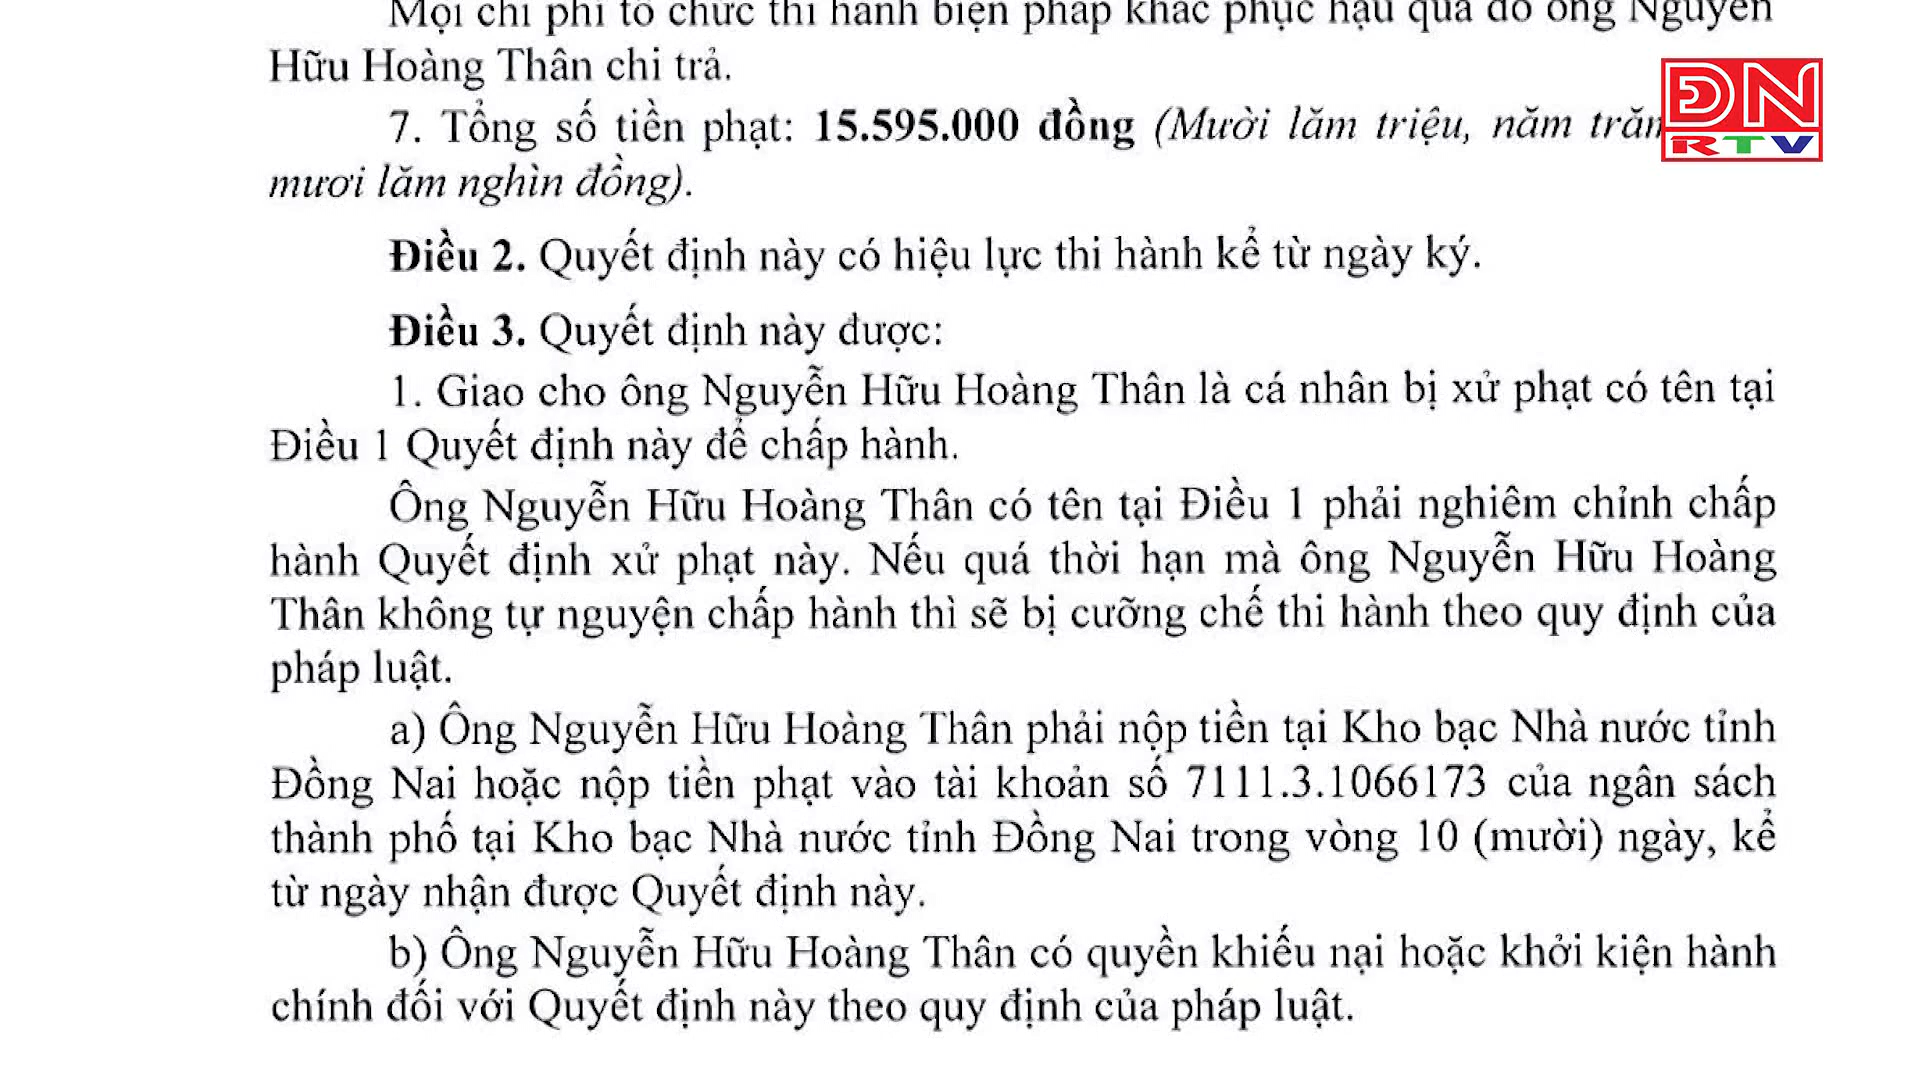 Mọi chi phí tổ chức thi hành biện pháp khắc phục hậu quả do ông Nguyễn
Hữu Hoàng Thân chi trả.
7. Tổng số tiền phạt: 15.595.000 đồng (Mười lăm triệu, năm trăm
mươi lăm nghìn đồng).
Điều 2. Quyết định này có hiệu lực thi hành kể từ ngày ký.
Điều 3. Quyết định này được:
1. Giao cho ông Nguyễn Hữu Hoàng Thân là cá nhân bị xử phạt có tên tại
Điều 1 Quyết định này để chấp hành.
Ông Nguyễn Hữu Hoàng Thân có tên tại Điều 1 phải nghiêm chỉnh chấp
hành Quyết định xử phạt này. Nếu quá thời hạn mà ông Nguyễn Hữu Hoàng
Thân không tự nguyện chấp hành thì sẽ bị cưỡng chế thi hành theo quy định của
pháp luật.
a) Ông Nguyễn Hữu Hoàng Thân phải nộp tiền tại Kho bạc Nhà nước tỉnh
Đồng Nai hoặc nộp tiền phạt vào tài khoản số 7111.3.1066173 của ngân sách
thành phố tại Kho bạc Nhà nước tỉnh Đồng Nai trong vòng 10 (mười) ngày, kể
từ ngày nhận được Quyết định này.
b) Ông Nguyễn Hữu Hoàng Thân có quyền khiếu nại hoặc khởi kiện hành
chính đối với Quyết định này theo quy định của pháp luật.
ĐN
RTV